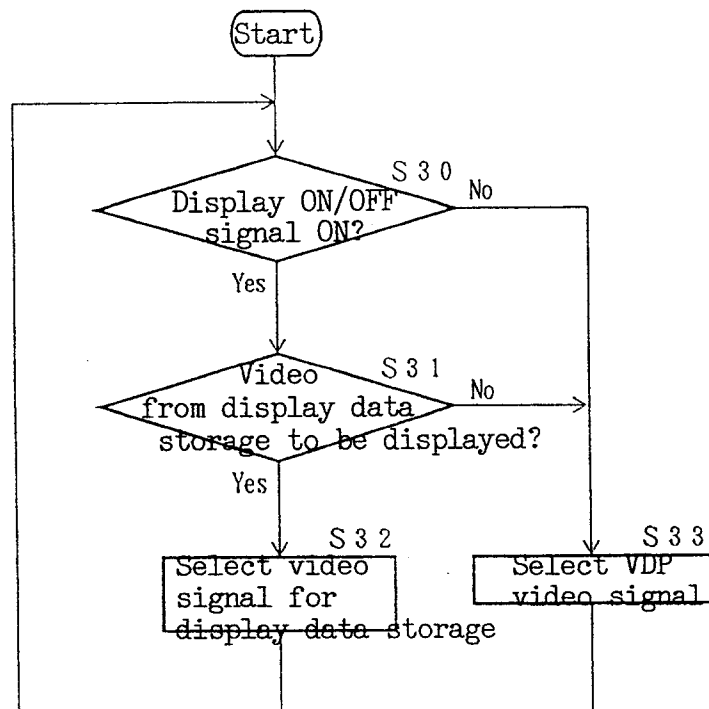 Start
S30
Display ON/OFF
signal ON?
No
Yes
S31
Video
from display data
storage to be displayed?
No
Yes
S32
Select video
signal for
display data storage
S33
Select VDP
video signal